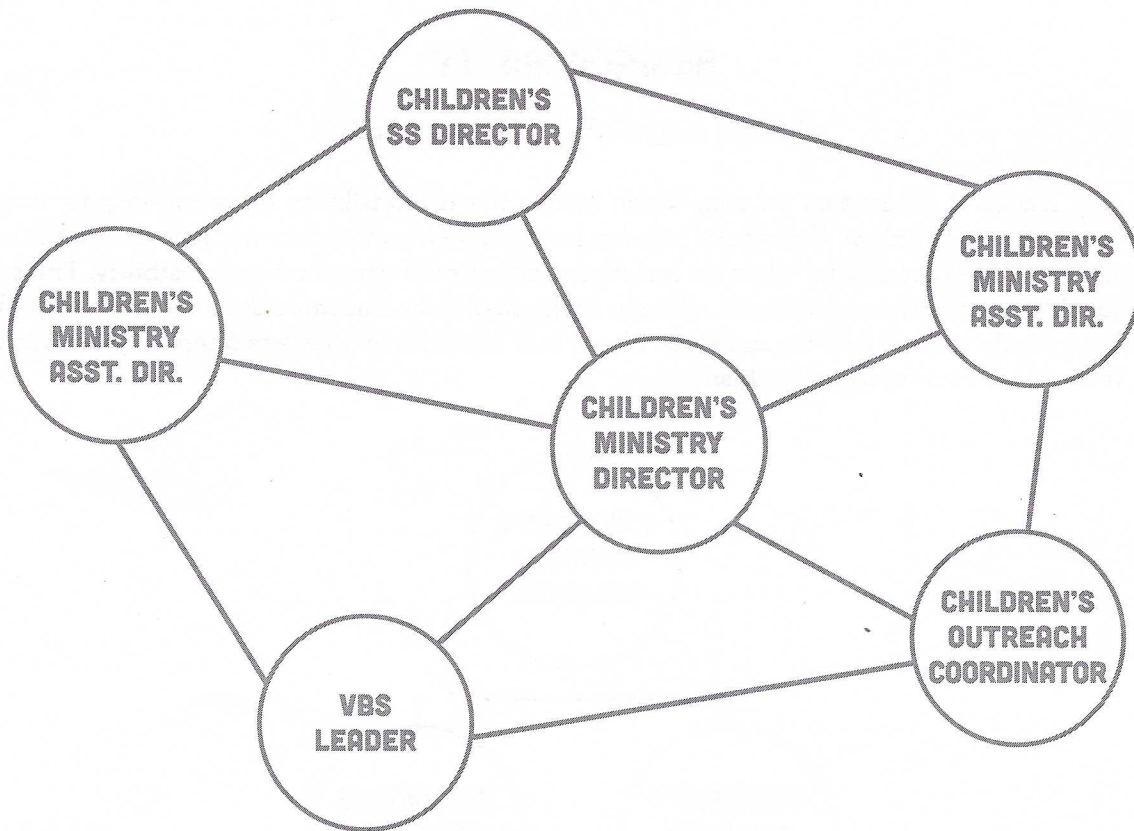 CHILDREN'S
SS DIRECTOR
CHILDREN'S
MINISTRY
ASST. DIR.
CHILDREN'S
MINISTRY
ASST. DIR.
CHILDREN'S
MINISTRY
DIRECTOR
CHILDREN'S
OUTREACH
COORDINATOR
VBS
LEADER